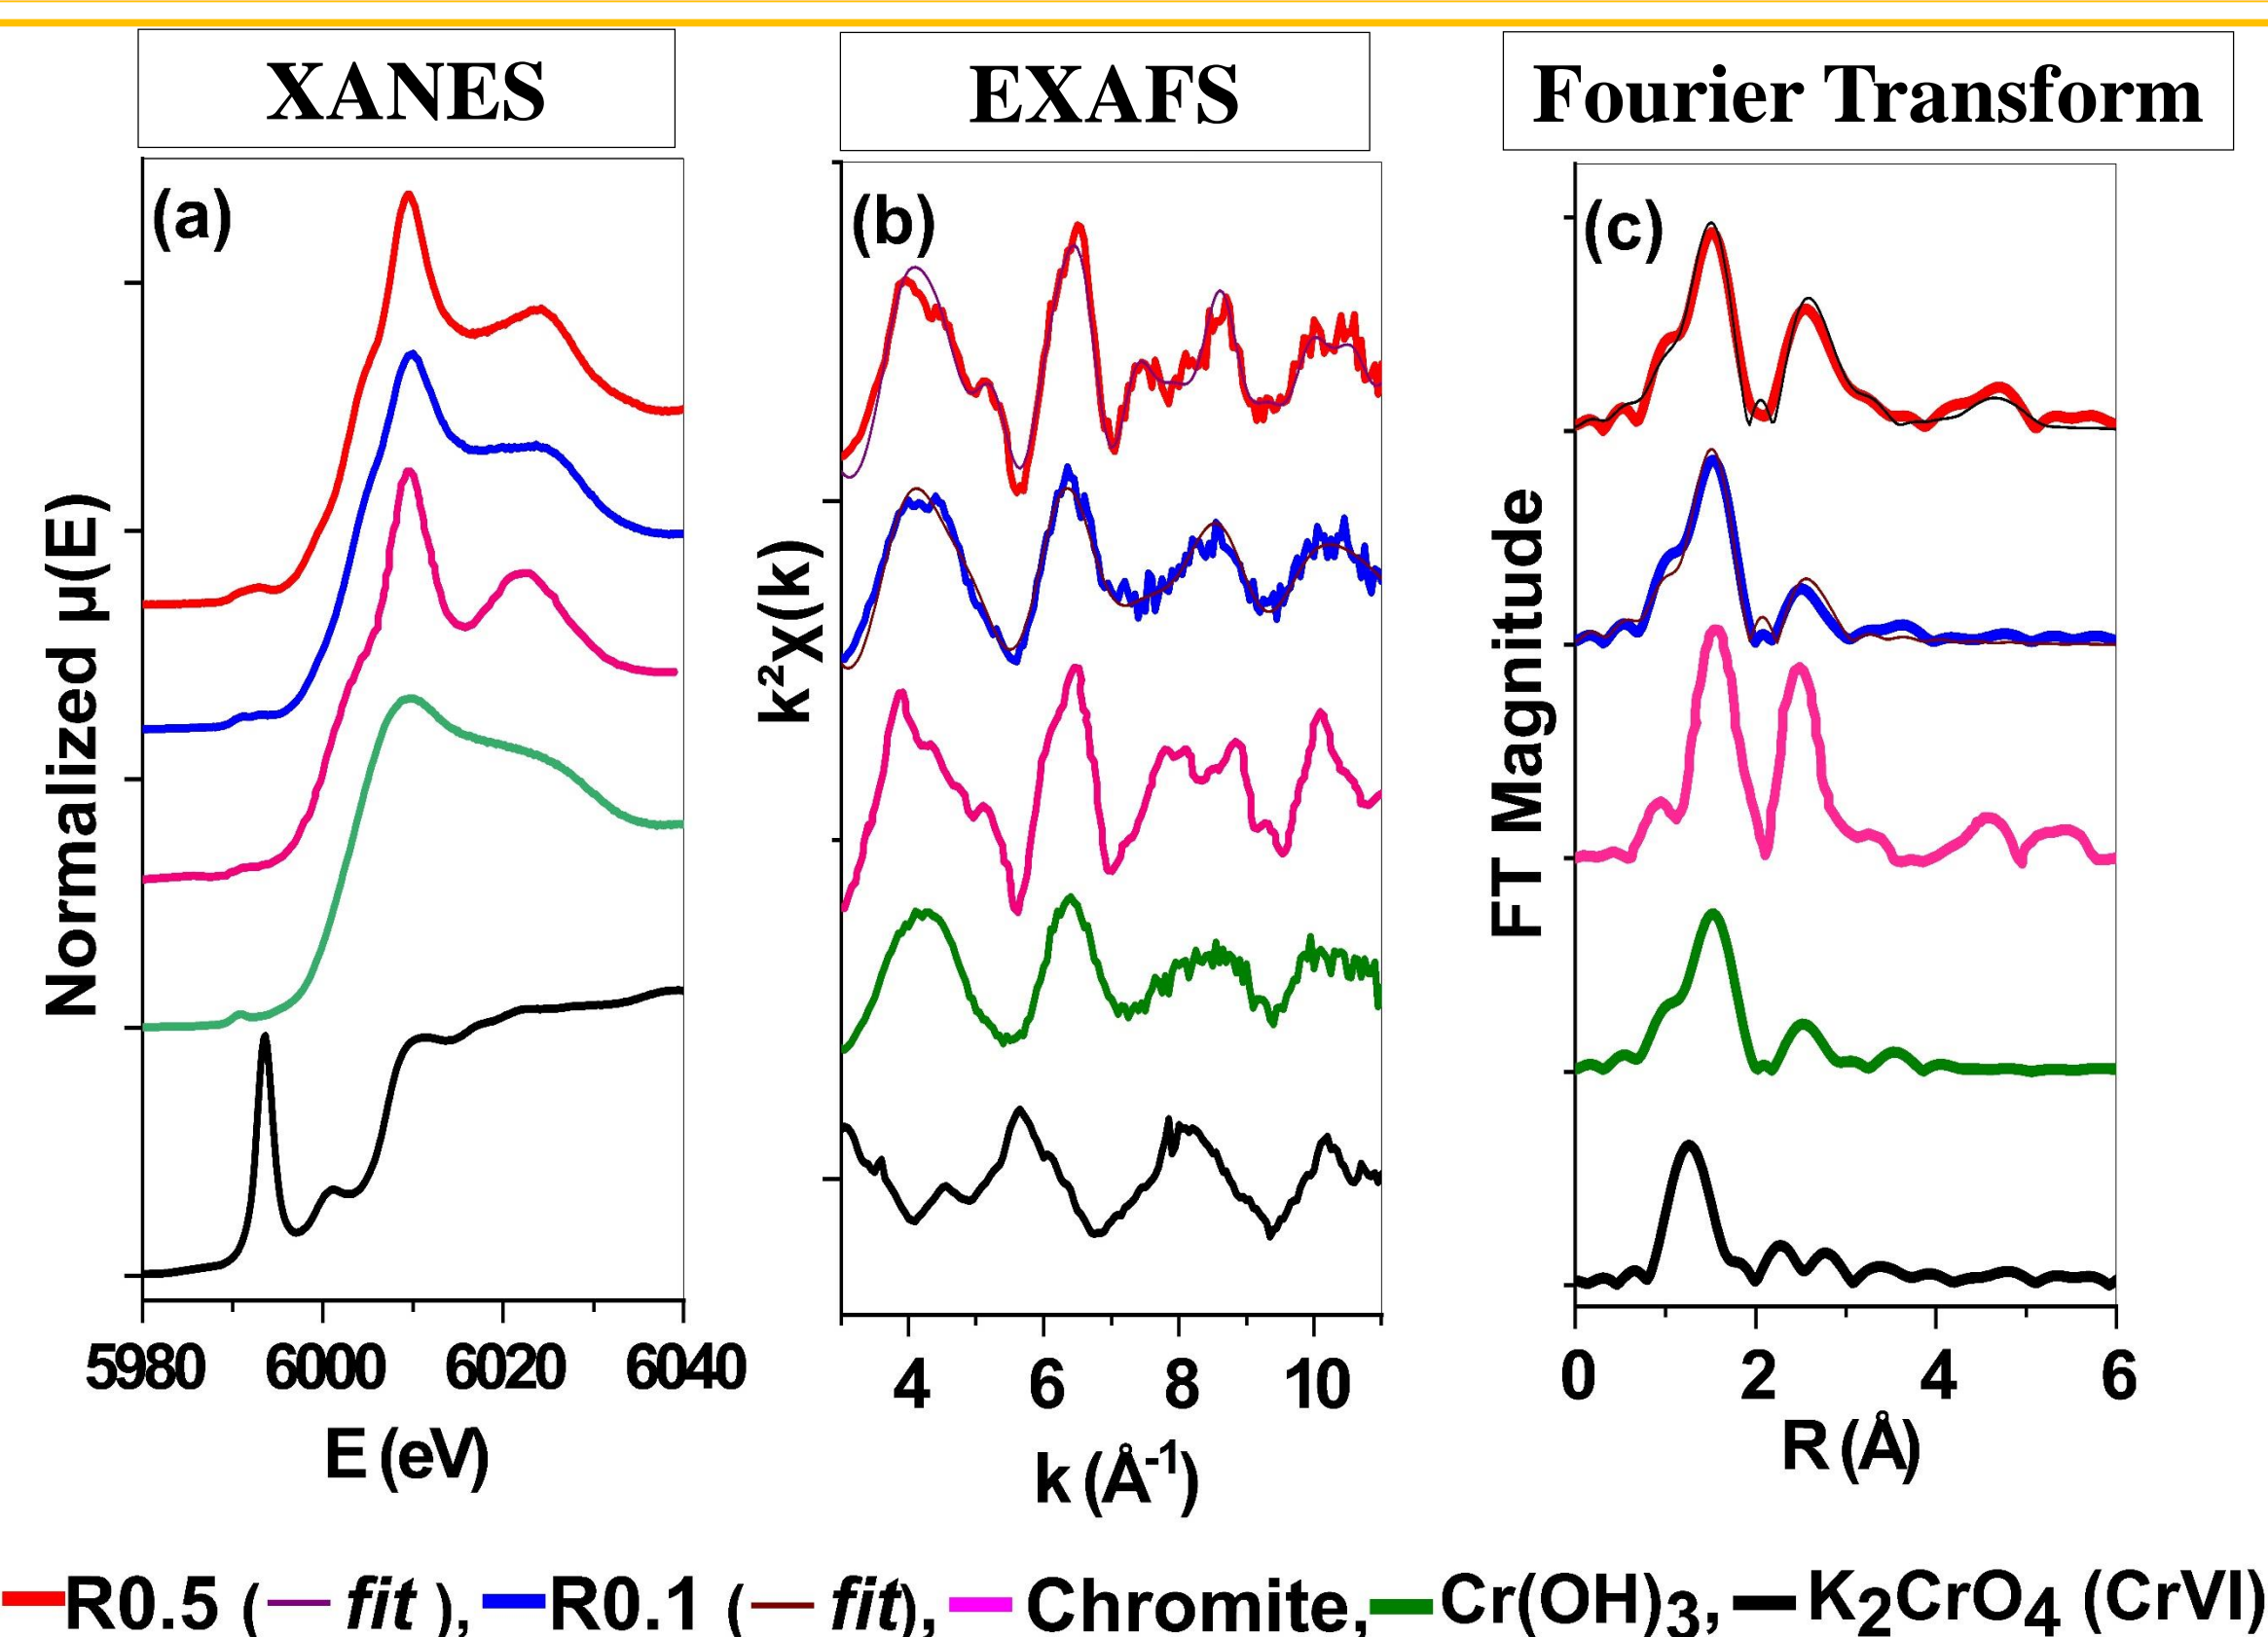 XANES
EXAFS
Fourier Transform
(a)
(b)
(c)
Normalized μ(E)
k²χ(k)
FT Magnitude
5980 6000 6020 6040
4 6 8 10
0 2 4 6
E (eV)
k (Å⁻¹)
R (Å)
R0.5 ( fit ), R0.1 ( fit), Chromite, Cr(OH)₃, K₂CrO₄ (CrVI)